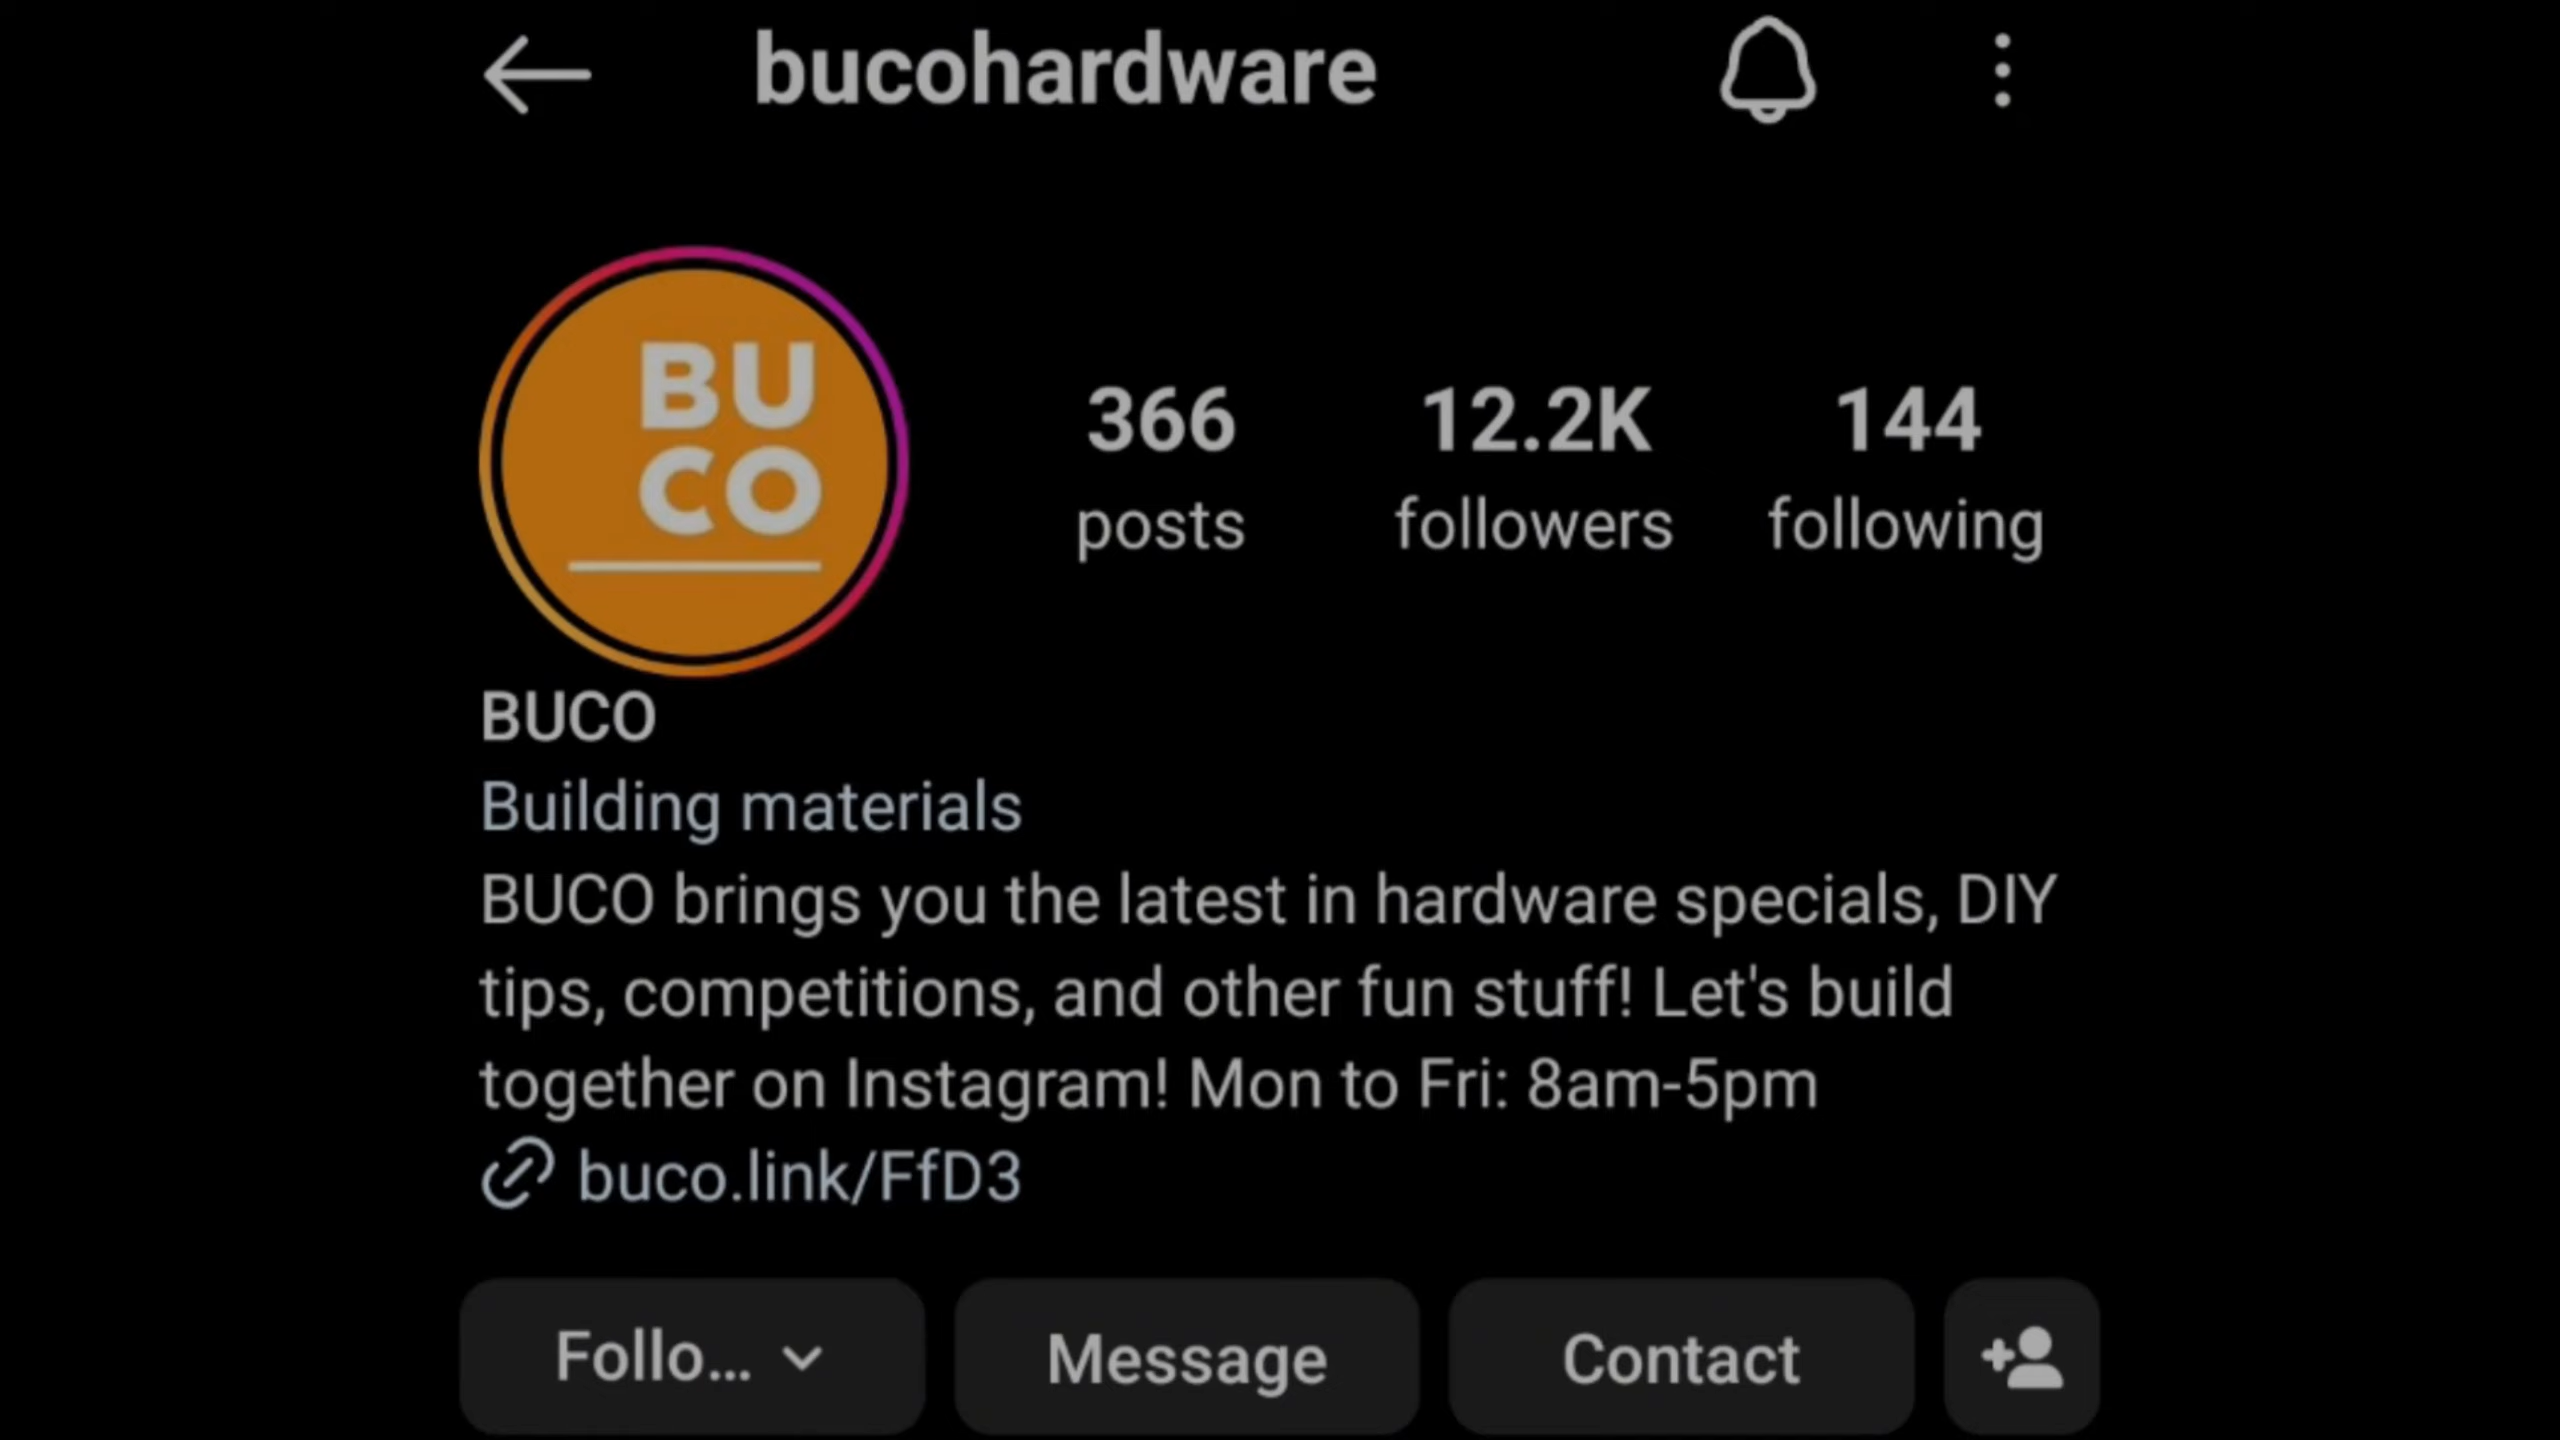 bucohardware
BU
CO
366
posts
12.2K
followers
144
following
BUCO
Building materials
BUCO brings you the latest in hardware specials, DIY
tips, competitions, and other fun stuff! Let's build
together on Instagram! Mon to Fri: 8am-5pm
buco.link/FfD3
Follo...
Message
Contact